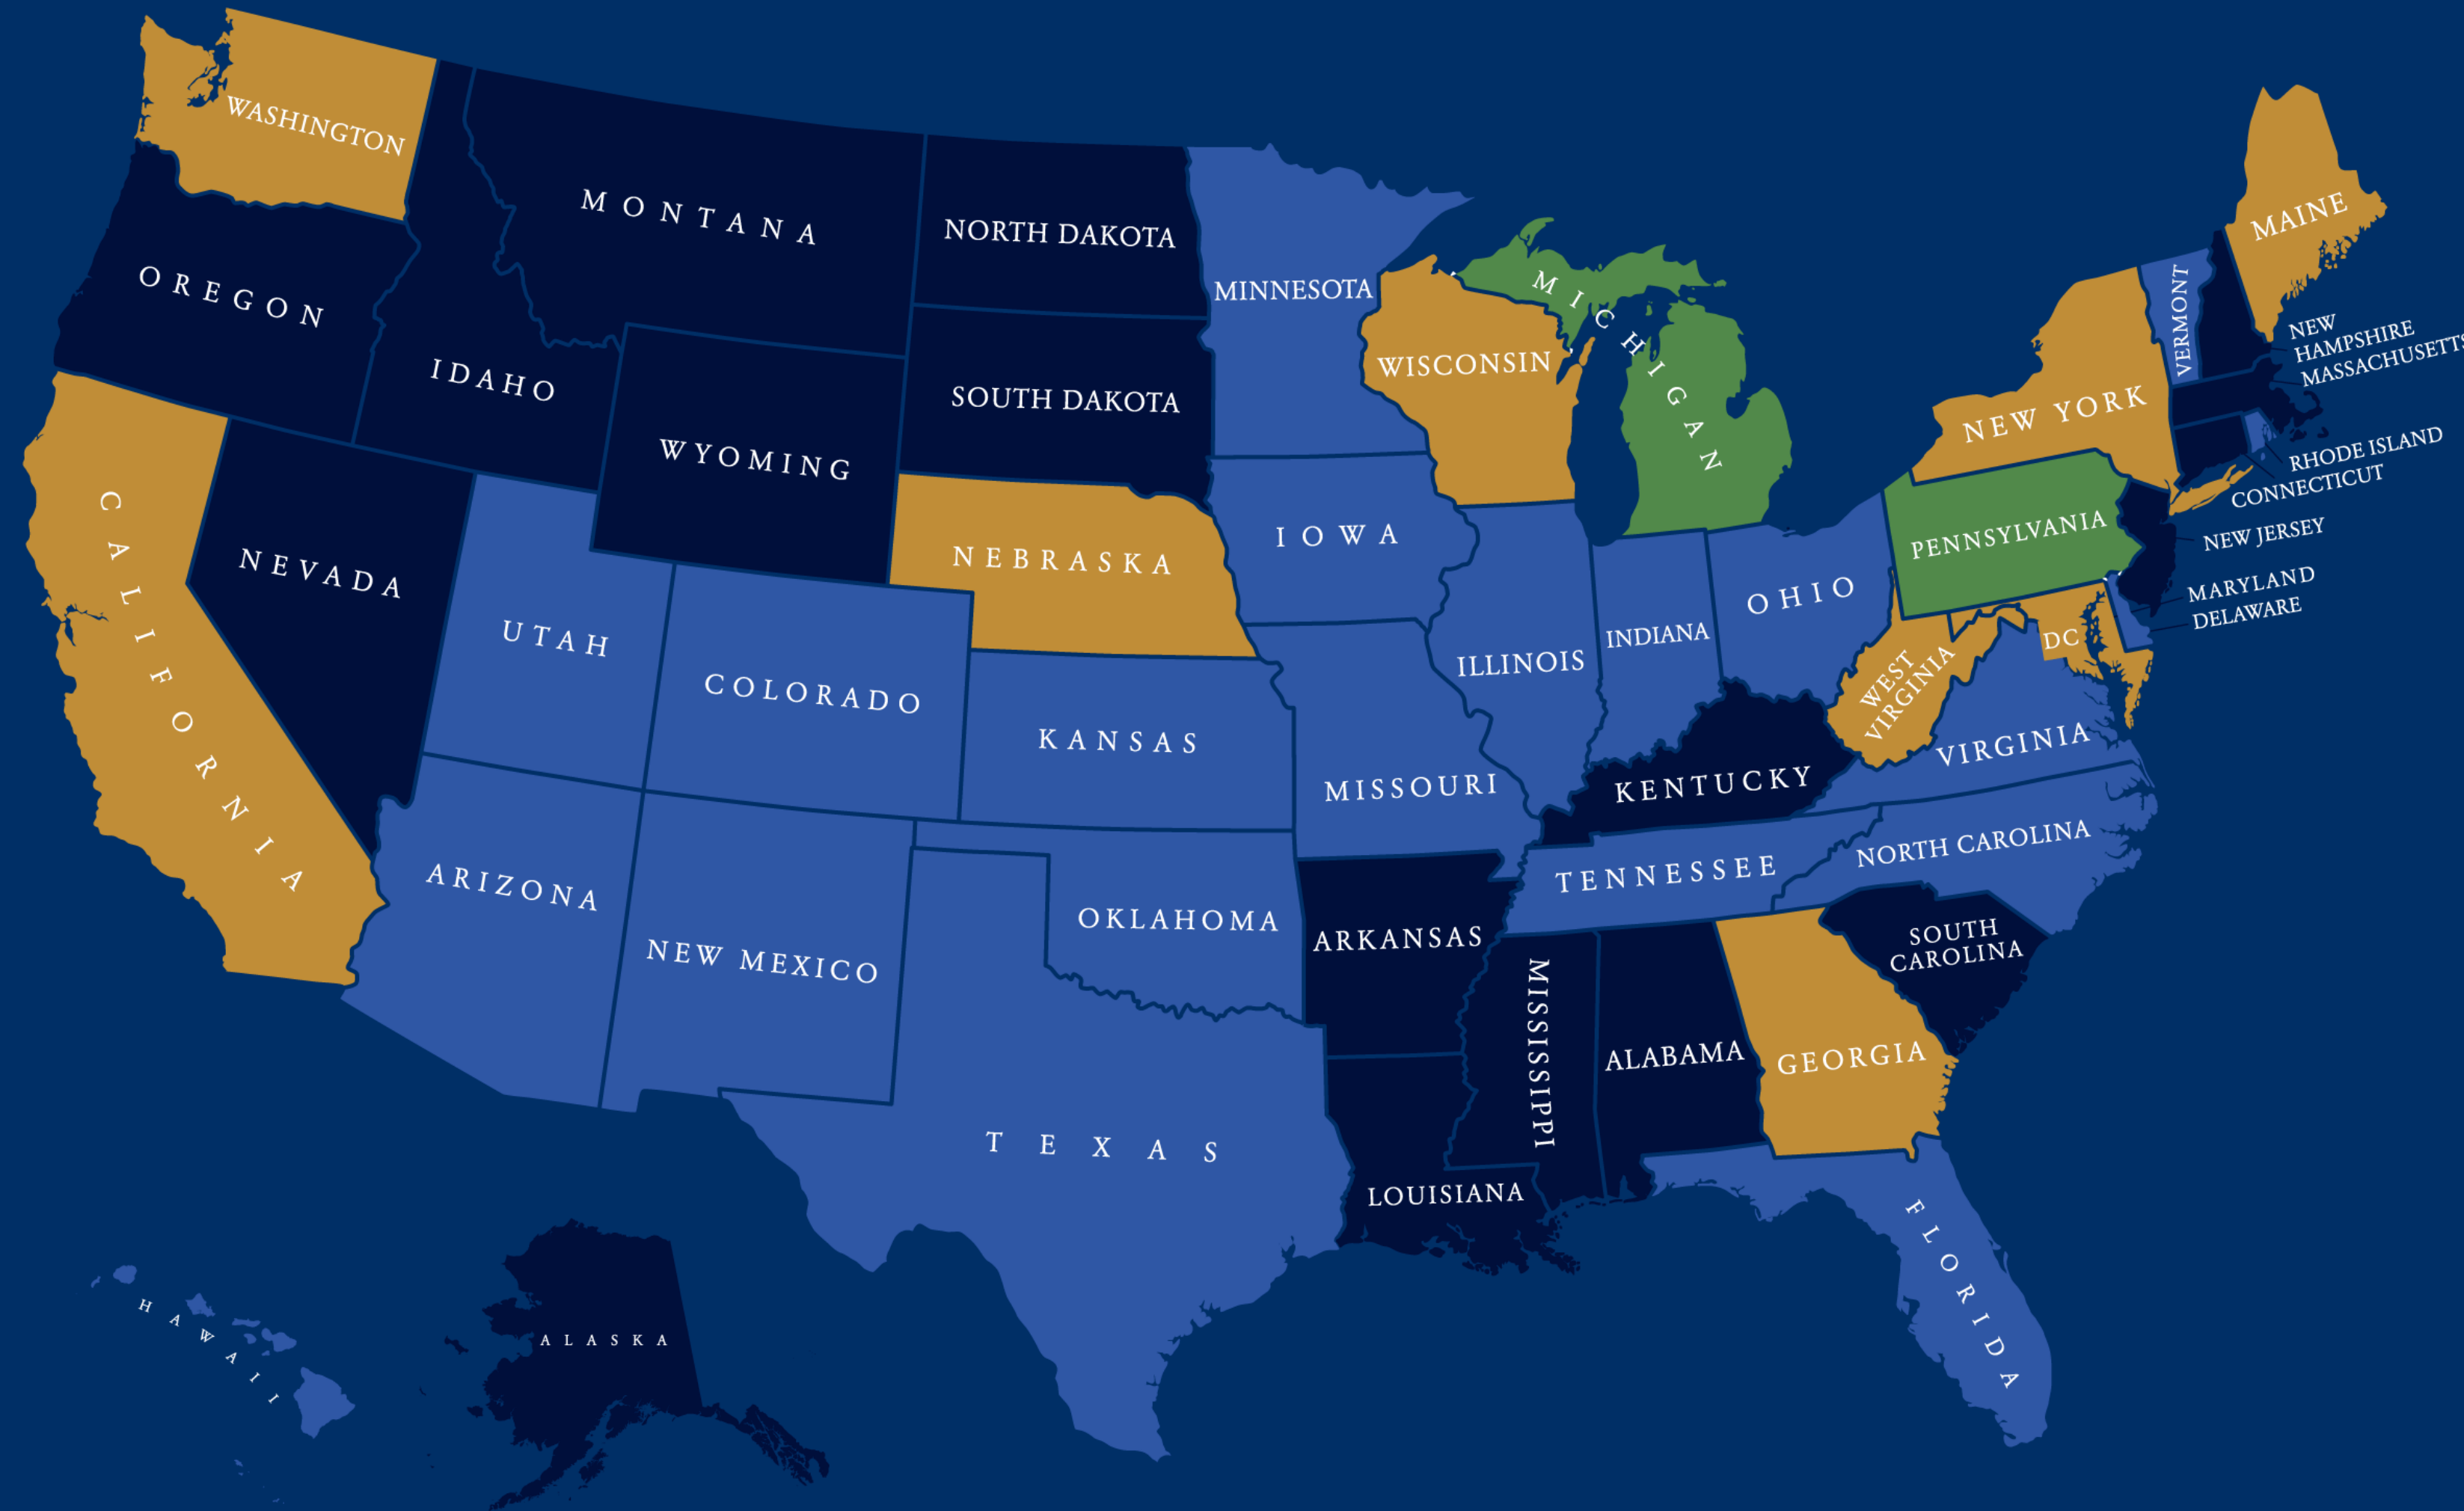 WASHINGTON
MONTANA
NORTH DAKOTA
MINNESOTA
MICHIGAN
MAINE
VERMONT
NEW
HAMPSHIRE
MASSACHUSETTS
OREGON
IDAHO
WYOMING
SOUTH DAKOTA
WISCONSIN
NEW YORK
RHODE ISLAND
CONNECTICUT
NEW JERSEY
CALIFORNIA
NEVADA
UTAH
COLORADO
NEBRASKA
IOWA
ILLINOIS
INDIANA
OHIO
PENNSYLVANIA
MARYLAND
DELAWARE
DC
WEST
VIRGINIA
VIRGINIA
KANSAS
MISSOURI
KENTUCKY
ARIZONA
NEW MEXICO
OKLAHOMA
ARKANSAS
TENNESSEE
NORTH CAROLINA
SOUTH
CAROLINA
MISSISSIPPI
ALABAMA
GEORGIA
TEXAS
LOUISIANA
FLORIDA
HAWAII
ALASKA